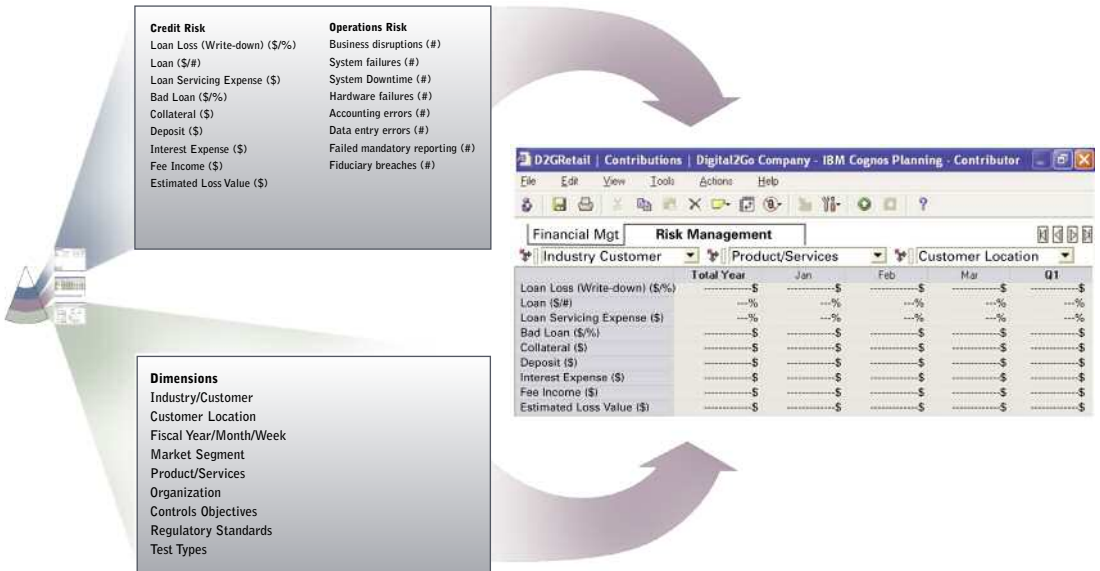 Credit Risk
Loan Loss (Write-down) ($/%)
Loan ($/#)
Loan Servicing Expense ($)
Bad Loan ($/%)
Collateral ($)
Deposit ($)
Interest Expense ($)
Fee Income ($)
Estimated Loss Value ($)
Operations Risk
Business disruptions (#)
System failures (#)
System Downtime (#)
Hardware failures (#)
Accounting errors (#)
Data entry errors (#)
Failed mandatory reporting (#)
Fiduciary breaches (#)
D2GRetail | Contributions | Digital2Go Company - IBM Cognos Planning - Contributor
File Edit View Tools Actions Help
Financial Mgt Risk Management
Industry Customer Product/Services Customer Location
Total Year Jan Feb Mar Q1
Loan Loss (Write-down) ($/%) ------------$ ------------$ ------------$ ------------$ ------------$
Loan ($/#) ---% ---% ---% ---% ---%
Loan Servicing Expense ($) ---% ---% ---% ---% ---%
Bad Loan ($/%) ------------$ ------------$ ------------$ ------------$ ------------$
Collateral ($) ------------$ ------------$ ------------$ ------------$ ------------$
Deposit ($) ------------$ ------------$ ------------$ ------------$ ------------$
Interest Expense ($) ------------$ ------------$ ------------$ ------------$ ------------$
Fee Income ($) ------------$ ------------$ ------------$ ------------$ ------------$
Estimated Loss Value ($) ------------$ ------------$ ------------$ ------------$ ------------$
Dimensions
Industry/Customer
Customer Location
Fiscal Year/Month/Week
Market Segment
Product/Services
Organization
Controls Objectives
Regulatory Standards
Test Types